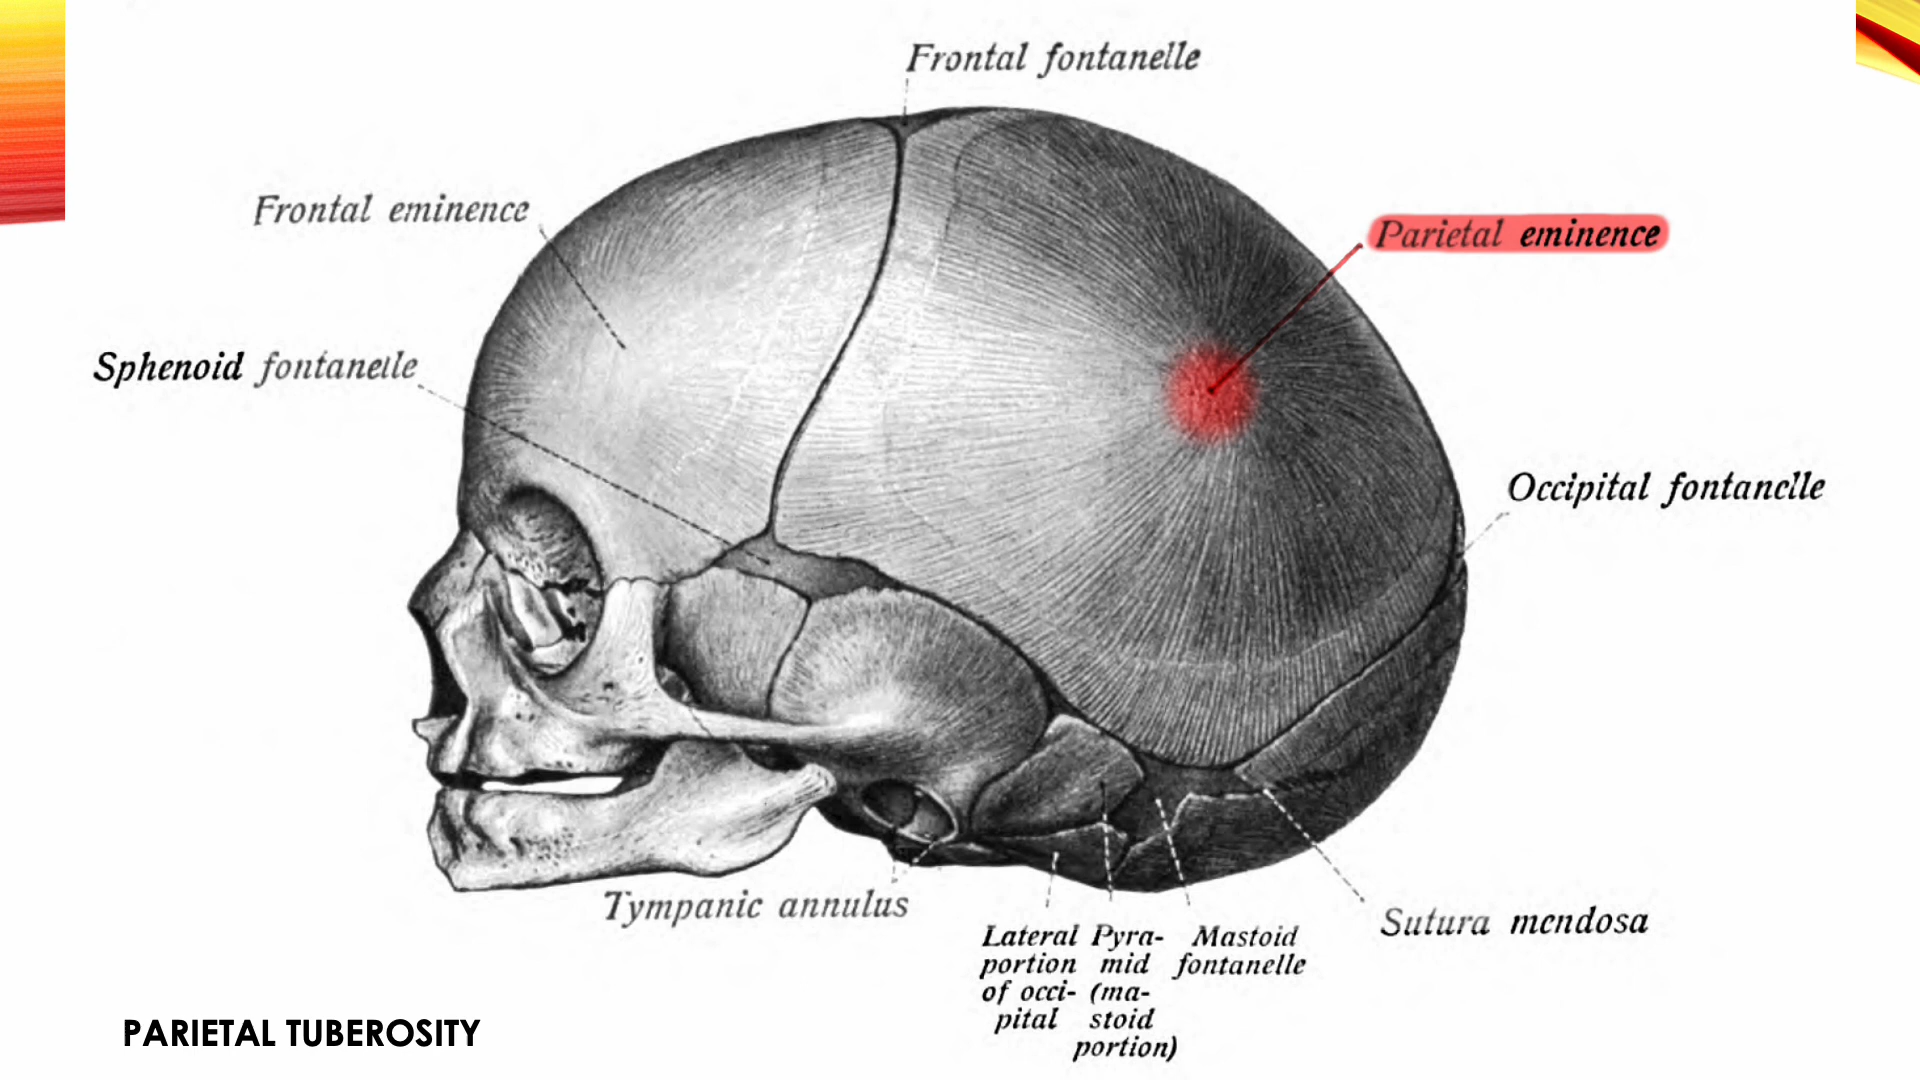 Frontal fontanelle
Frontal eminence
Parietal eminence
Sphenoid fontanelle
Occipital fontanelle
Tympanic annulus
Lateral
portion
of occi-
pital
Pyra-
mid
(ma-
stoid
portion)
Mastoid
fontanelle
Sutura mendosa
PARIETAL TUBEROSITY